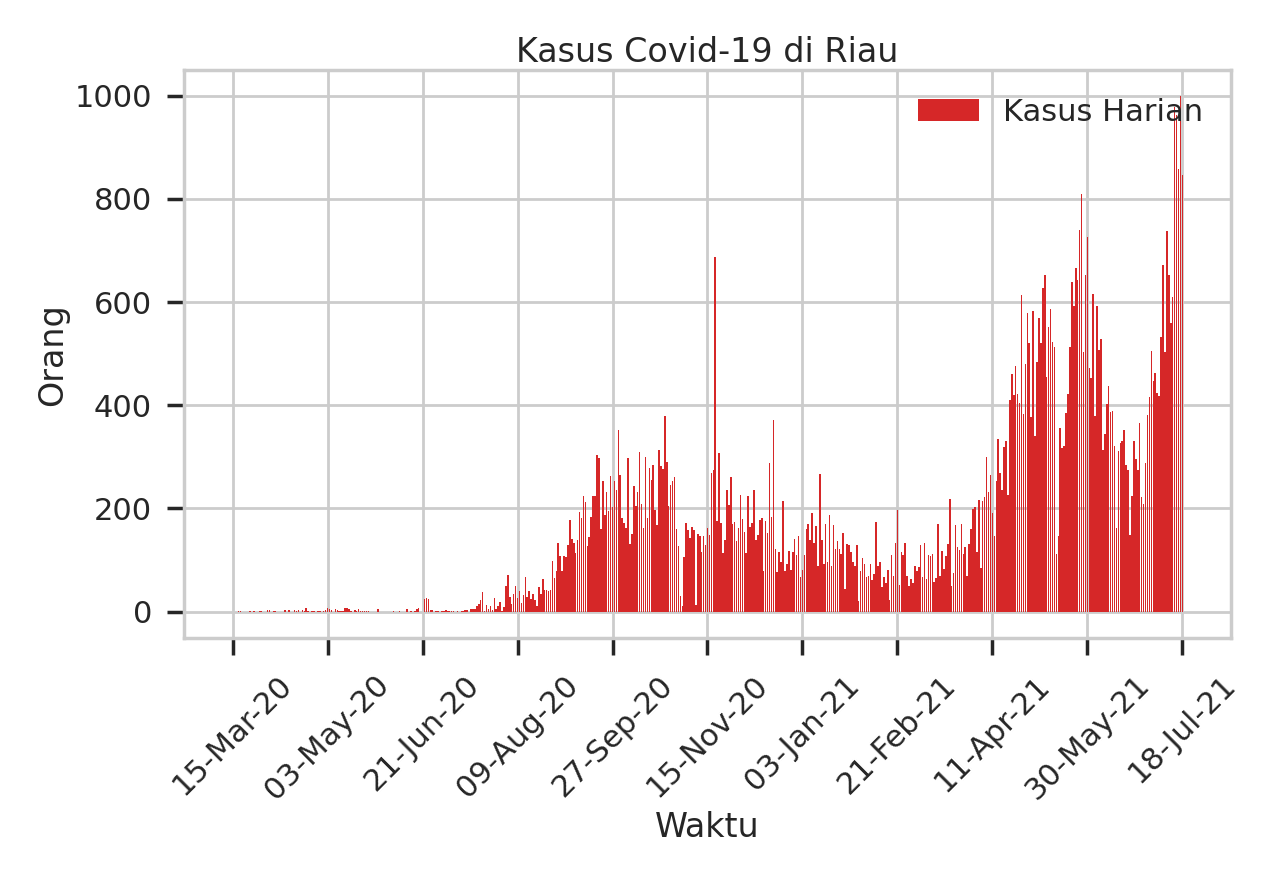 Kasus Covid-19 di Riau
Kasus Harian
Orang
1000
800
600
400
200
0
15-Mar-20
03-May-20
21-Jun-20
09-Aug-20
27-Sep-20
15-Nov-20
03-Jan-21
21-Feb-21
11-Apr-21
30-May-21
18-Jul-21
Waktu